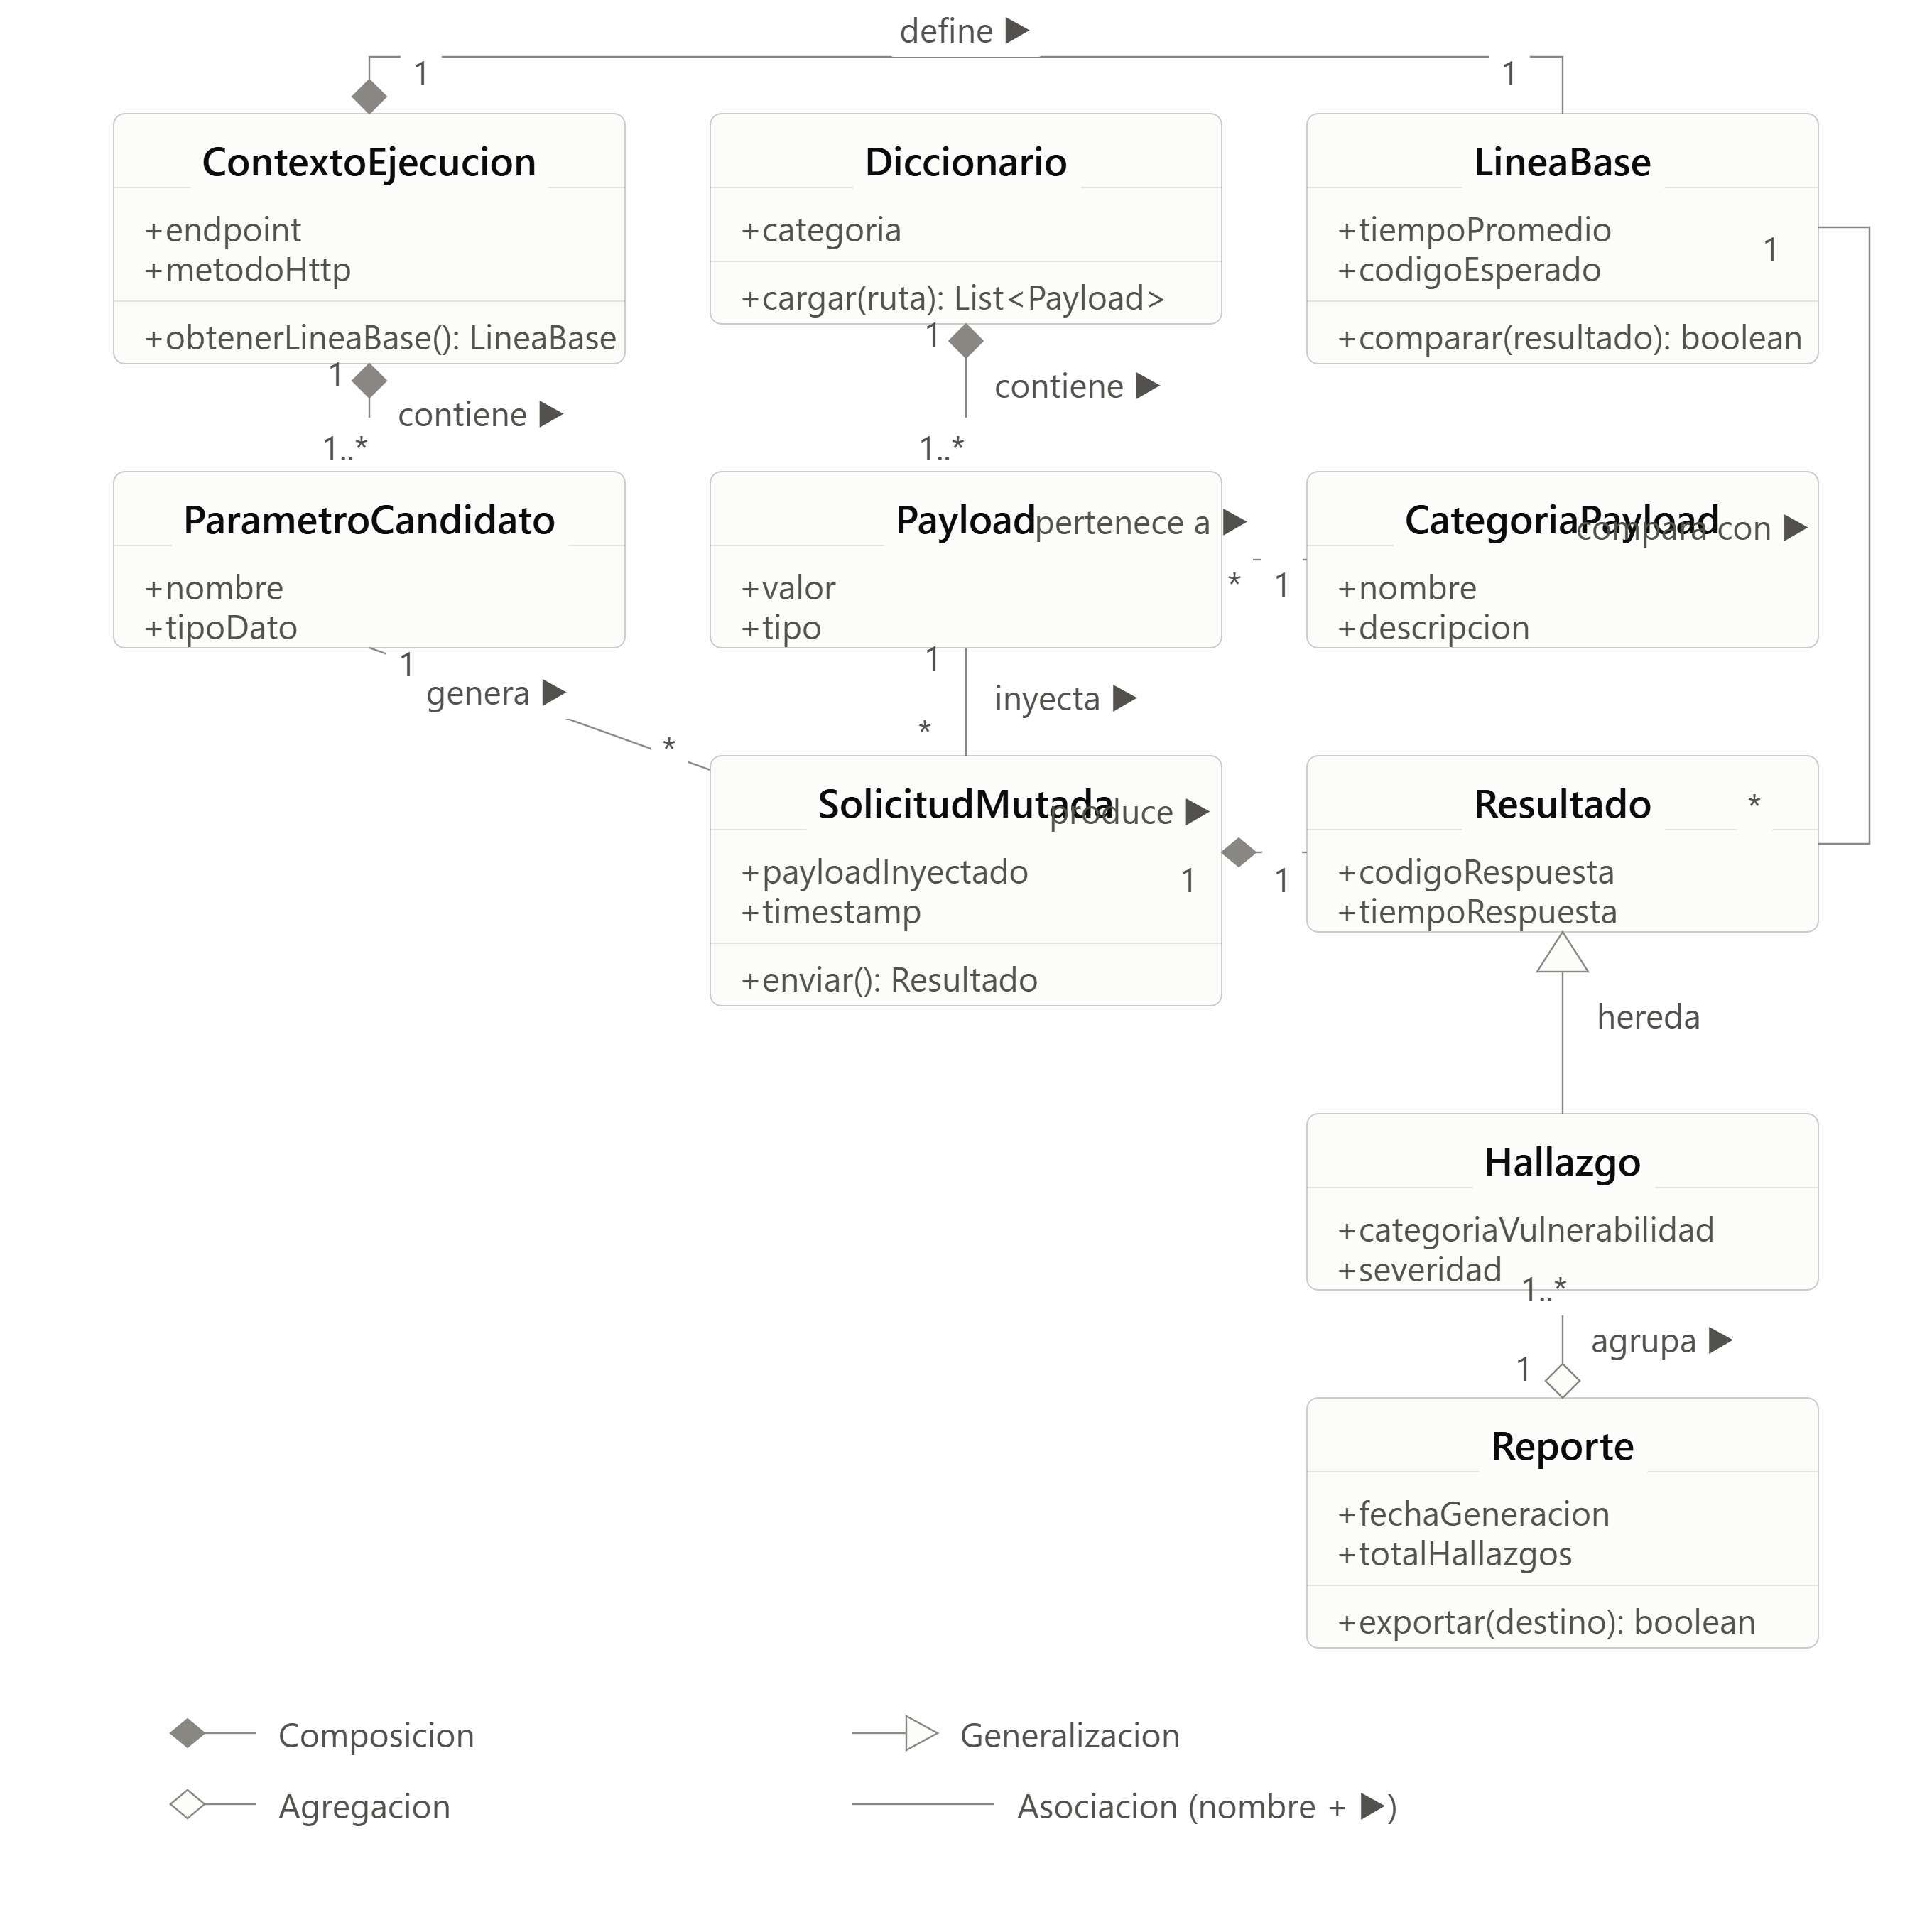 define ▶
1
1
ContextoEjecucion
+endpoint
+metodoHttp
+obtenerLineaBase(): LineaBase
Diccionario
+categoria
+cargar(ruta): List<Payload>
LineaBase
+tiempoPromedio
+codigoEsperado
1
+comparar(resultado): boolean
1
contiene ▶
1..*
1
contiene ▶
1..*
ParametroCandidato
+nombre
+tipoDato
Payload
pertenece a ▶
+valor
+tipo
*
1
CategoriaPayload
compara con ▶
+nombre
+descripcion
1
genera ▶
*
1
inyecta ▶
*
SolicitudMutada
produce ▶
+payloadInyectado
+timestamp
1
1
+enviar(): Resultado
Resultado
*
+codigoRespuesta
+tiempoRespuesta
hereda
Hallazgo
+categoriaVulnerabilidad
+severidad
1..*
agrupa ▶
1
Reporte
+fechaGeneracion
+totalHallazgos
+exportar(destino): boolean
Composicion
Generalizacion
Agregacion
Asociacion (nombre + ▶)